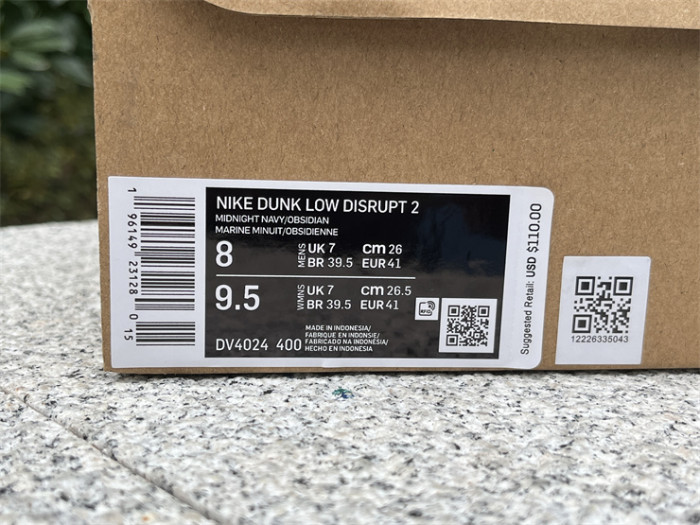 NIKE DUNK LOW DISRUPT 2
MIDNIGHT NAVY/OBSIDIAN
MARINE MINUIT/OBSIDIENNE
8 MENS UK 7 cm 26
BR 39.5 EUR 41
9.5 WMNS UK 7 cm 26.5
BR 39.5 EUR 41
RFID
MADE IN INDONESIA/
FABRIQUE EN INDONSIE/
FABRICADO NA INDONESIA/
DV4024 400 HECHO EN INDONESIA
1 96149 23128 0 15
Suggested Retail: USD $110.00
12226335043